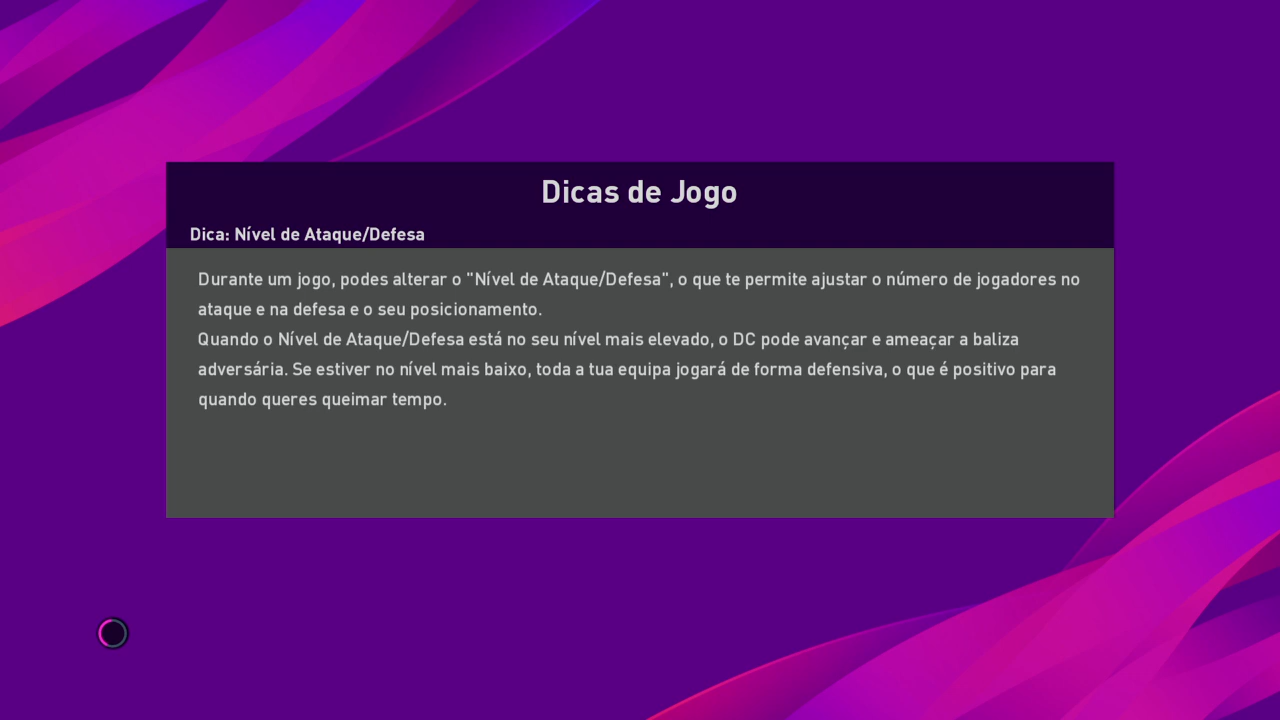 Dicas de Jogo
Dica: Nível de Ataque/Defesa
Durante um jogo, podes alterar o "Nível de Ataque/Defesa", o que te permite ajustar o número de jogadores no
ataque e na defesa e o seu posicionamento.
Quando o Nível de Ataque/Defesa está no seu nível mais elevado, o DC pode avançar e ameaçar a baliza
adversária. Se estiver no nível mais baixo, toda a tua equipa jogará de forma defensiva, o que é positivo para
quando queres queimar tempo.